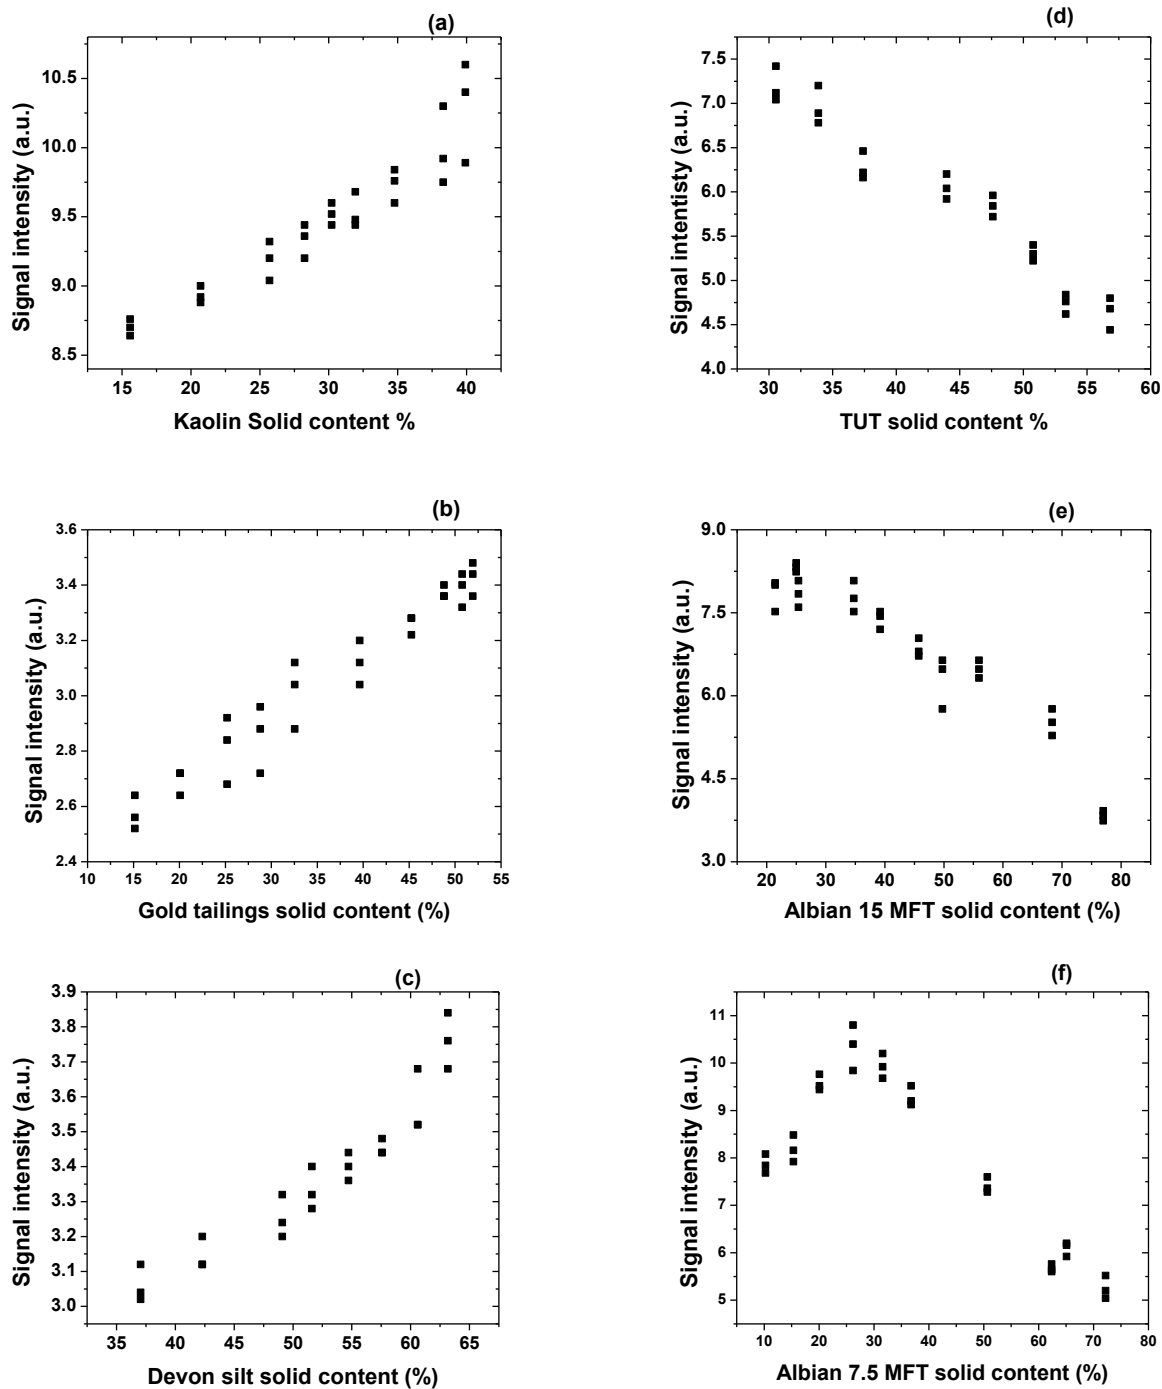 (a)
10.5
10.0
9.5
9.0
8.5
Signal intensity (a.u.)
15 20 25 30 35 40
Kaolin Solid content %
(d)
7.5
7.0
6.5
6.0
5.5
5.0
4.5
4.0
Signal intentisty (a.u.)
30 35 40 45 50 55 60
TUT solid content %
(b)
3.6
3.4
3.2
3.0
2.8
2.6
2.4
Signal intensity (a.u.)
10 15 20 25 30 35 40 45 50 55
Gold tailings solid content (%)
(e)
9.0
7.5
6.0
4.5
3.0
Signal intensity (a.u.)
20 30 40 50 60 70 80
Albian 15 MFT solid content (%)
(c)
3.9
3.8
3.7
3.6
3.5
3.4
3.3
3.2
3.1
3.0
Signal intensity (a.u.)
35 40 45 50 55 60 65
Devon silt solid content (%)
(f)
11
10
9
8
7
6
5
Signal intensity (a.u.)
10 20 30 40 50 60 70 80
Albian 7.5 MFT solid content (%)